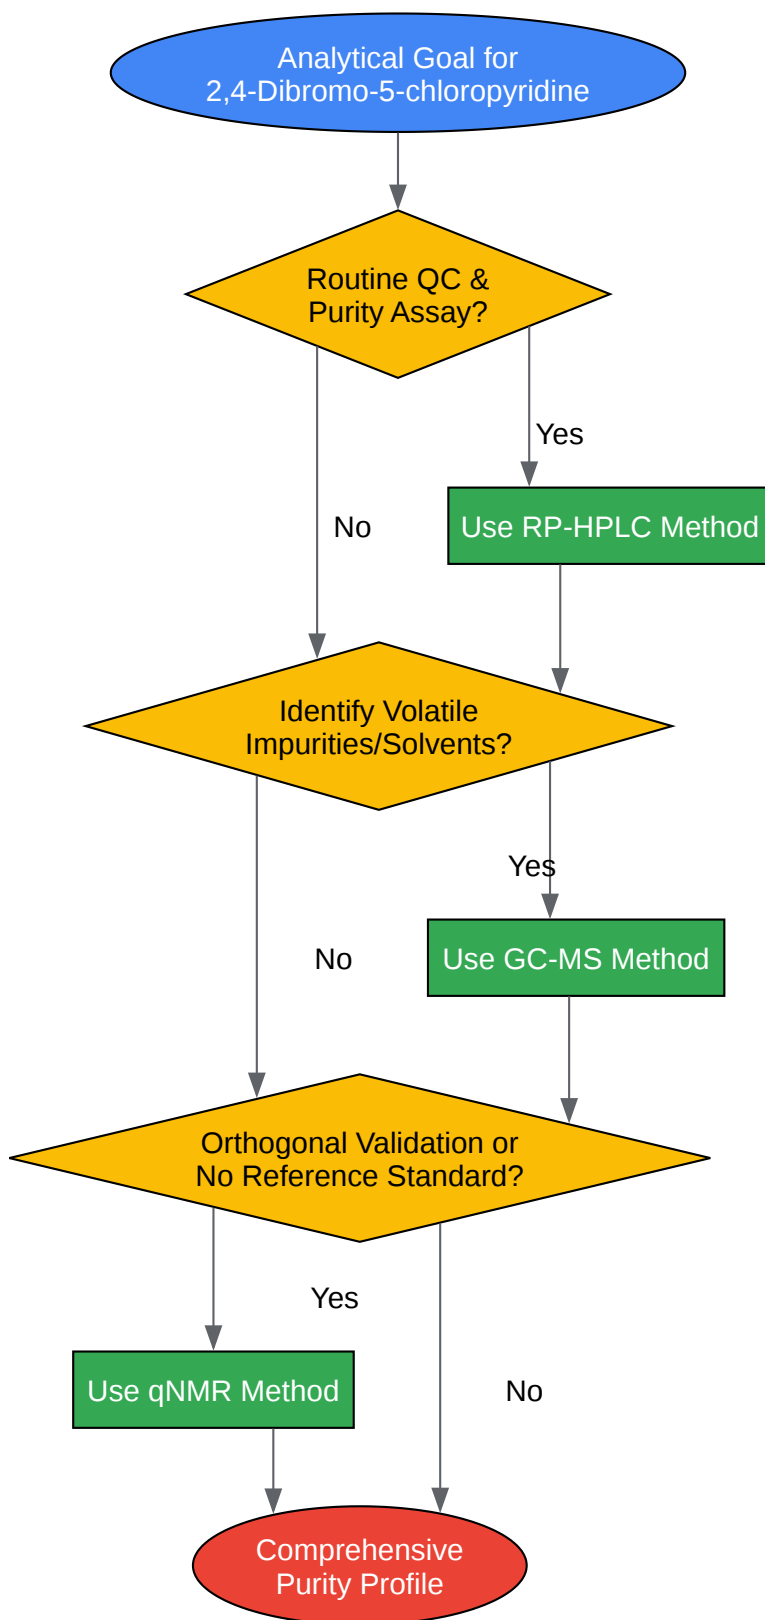 Analytical Goal for
2,4-Dibromo-5-chloropyridine
Routine QC &
Purity Assay?
Yes
Use RP-HPLC Method
No
Identify Volatile
Impurities/Solvents?
Yes
No
Use GC-MS Method
Orthogonal Validation or
No Reference Standard?
Yes
Use qNMR Method
No
Comprehensive
Purity Profile